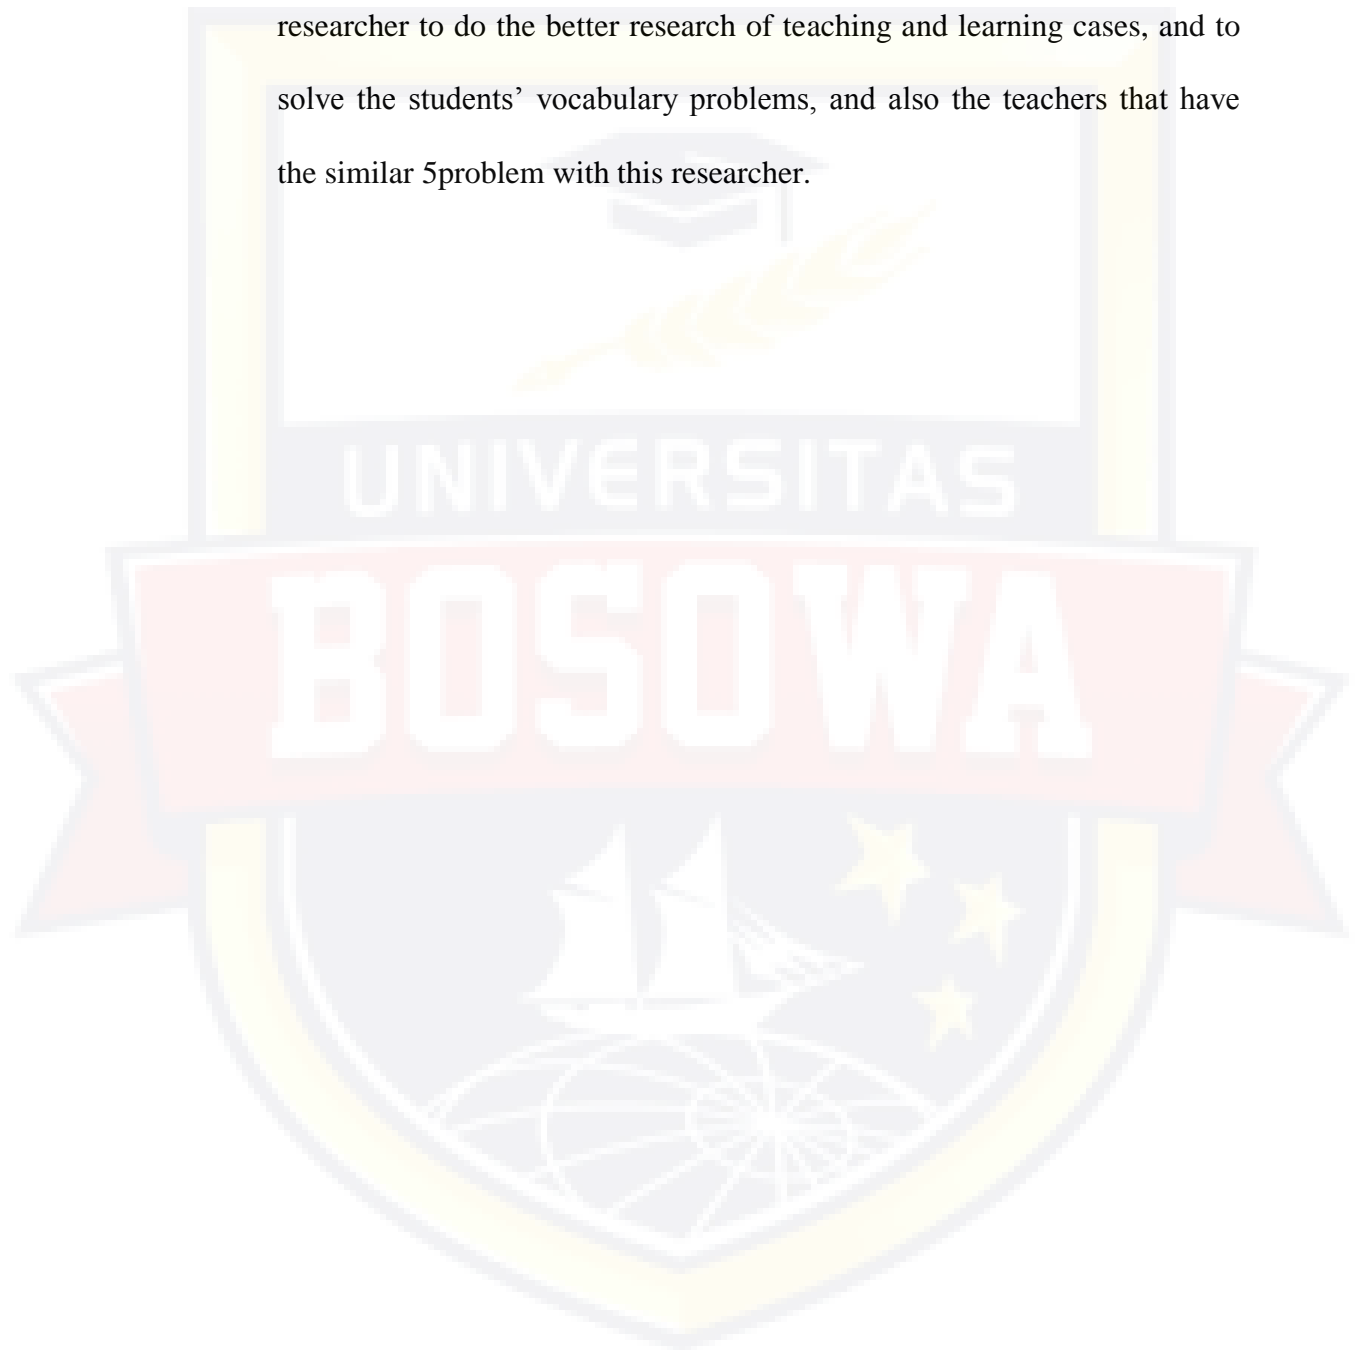 researcher to do the better research of teaching and learning cases, and to
solve the students’ vocabulary problems, and also the teachers that have
the similar 5problem with this researcher.
UNIVERSITAS
BOSOWA